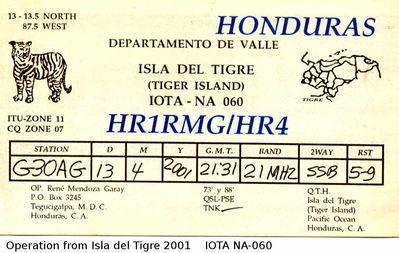 13 - 13.5 NORTH
87.5 WEST
HONDURAS
DEPARTAMENTO DE VALLE
ISLA DEL TIGRE
(TIGER ISLAND)
IOTA - NA 060
TIGRE
ITU-ZONE 11
CQ ZONE 07
HR1RMG/HR4
STATION D M Y G.M.T. BAND 2WAY RST
G3OAG 13 4 2001 21:31 21 MHZ SSB 5-9
OP. René Mendoza Garay
P.O. Box 3245
Tegucigalpa, M.D.C.
Honduras, C. A.
73' y 88'
QSL-PSE
TNK
Q.T.H.
Isla del Tigre
(Tiger Island)
Pacific Ocean
Honduras, C. A.
Operation from Isla del Tigre 2001 IOTA NA-060